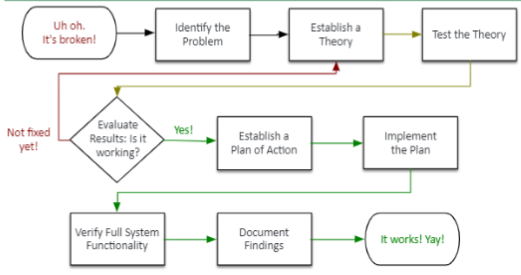 Uh oh.
It's broken!
Identify the
Problem
Establish a
Theory
Test the Theory
Not fixed
yet!
Evaluate
Results: Is it
working?
Yes!
Establish a
Plan of Action
Implement
the Plan
Verify Full System
Functionality
Document
Findings
It works! Yay!